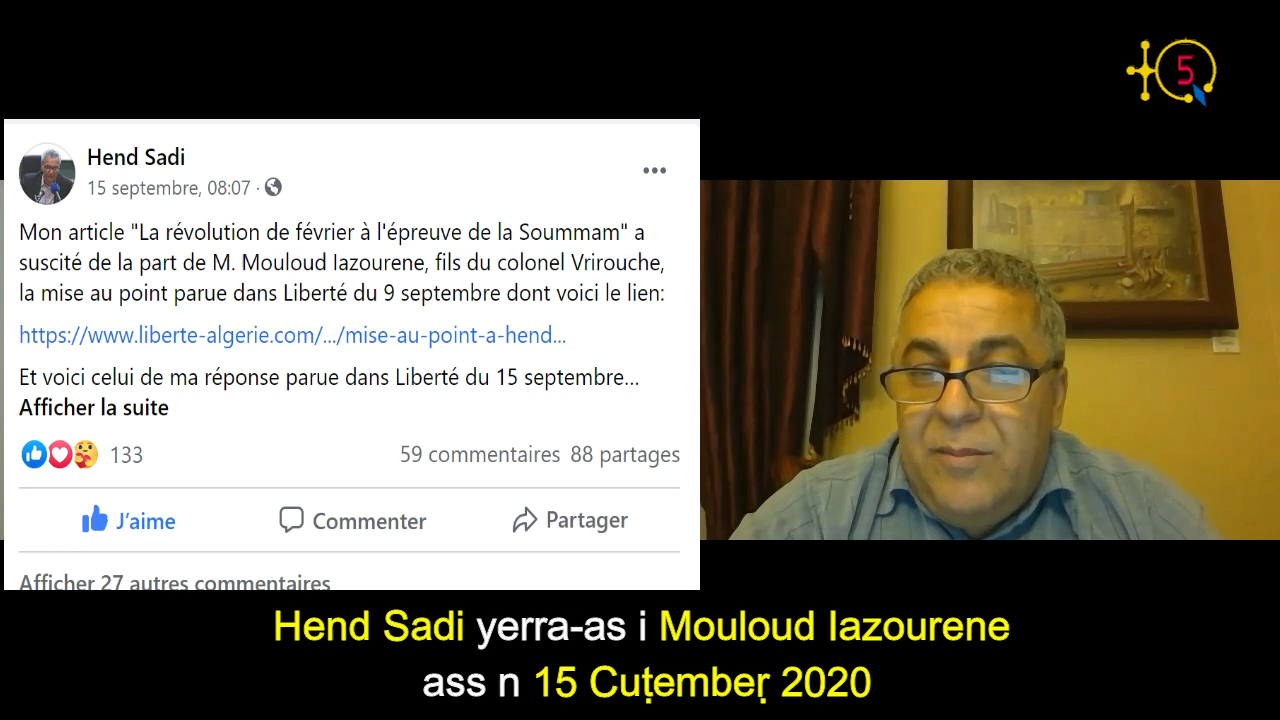 5
Hend Sadi
15 septembre, 08:07 ·
Mon article "La révolution de février à l'épreuve de la Soummam" a
suscité de la part de M. Mouloud Iazourene, fils du colonel Vrirouche,
la mise au point parue dans Liberté du 9 septembre dont voici le lien:
https://www.liberte-algerie.com/.../mise-au-point-a-hend...
Et voici celui de ma réponse parue dans Liberté du 15 septembre...
Afficher la suite
133
59 commentaires 88 partages
J'aime Commenter Partager
Afficher 27 autres commentaires
Hend Sadi yerra-as i Mouloud Iazourene
ass n 15 Cuṭembeṛ 2020